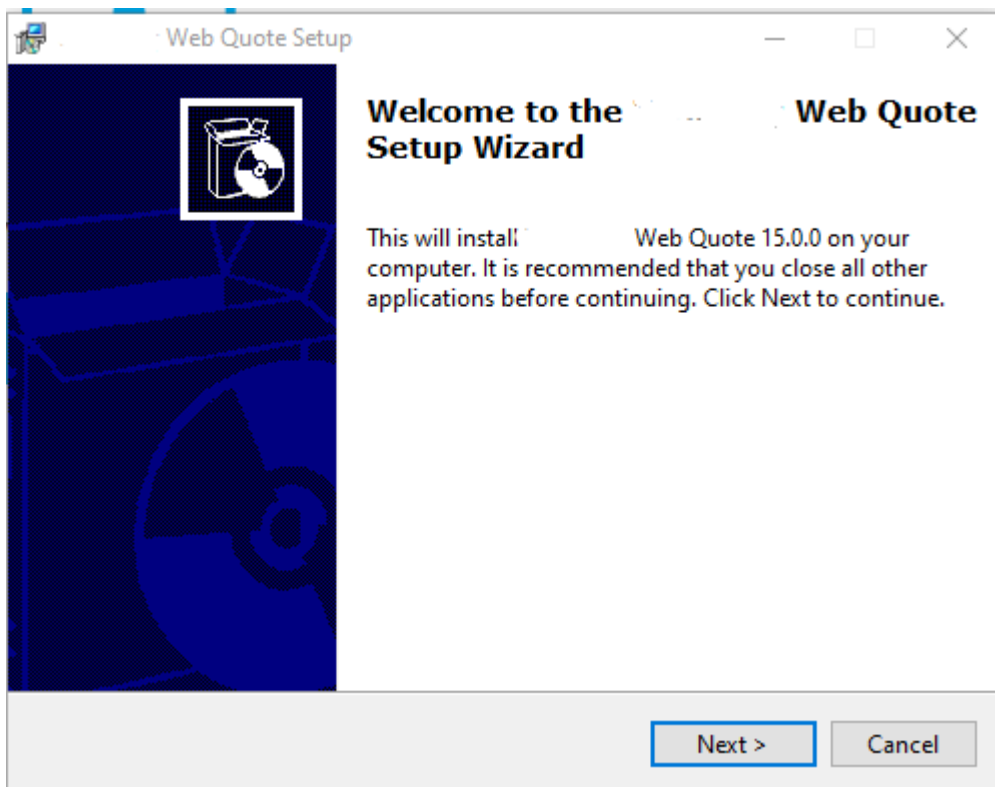 Web Quote Setup
Welcome to the Web Quote
Setup Wizard
This will install Web Quote 15.0.0 on your
computer. It is recommended that you close all other
applications before continuing. Click Next to continue.
Next > Cancel